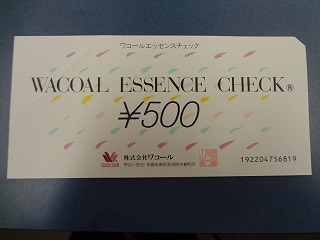 ワコールエッセンスチェック
WACOAL ESSENCE CHECK®
¥500
株式会社ワコール
Wacoal
192204756819